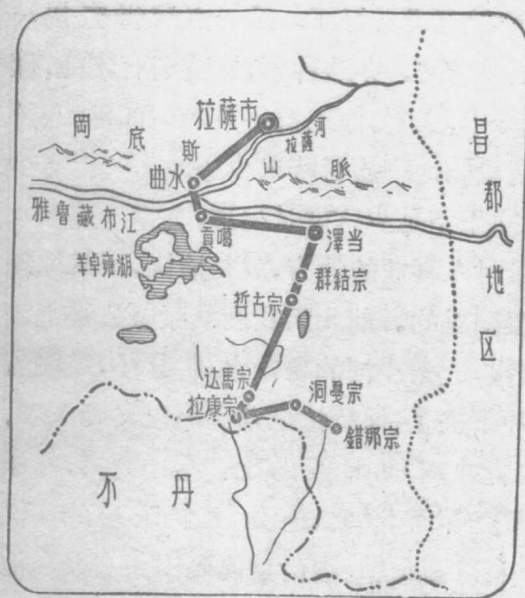 拉薩市
拉薩河
岡底斯山脈
曲水
昌都地区
雅魯藏布江
貢噶
澤当
羊卓雍湖
群結宗
哲古宗
达馬宗
拉康宗
洞曼宗
錯那宗
不丹